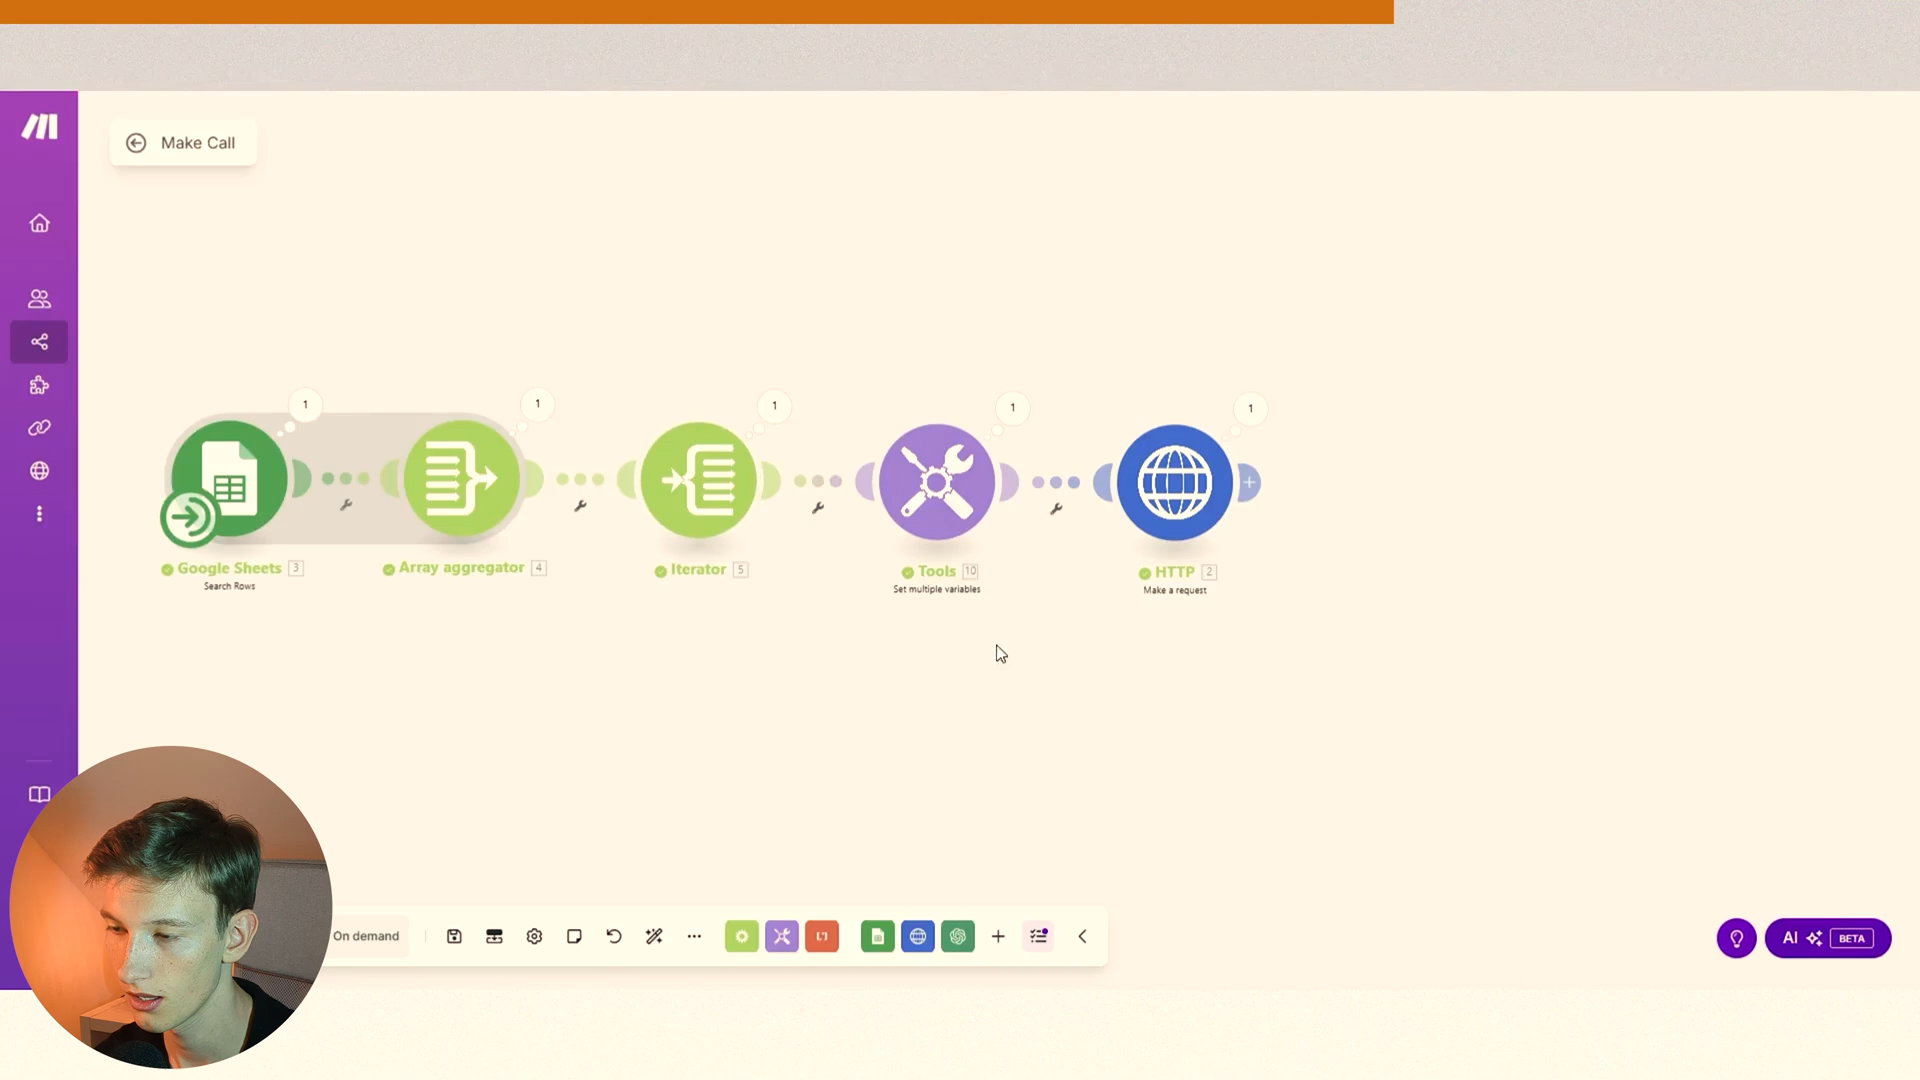 Make Call
1
1
1
1
1
Google Sheets 3
Search Rows
Array aggregator 4
Iterator 5
Tools 10
Set multiple variables
HTTP 2
Make a request
On demand
AI BETA